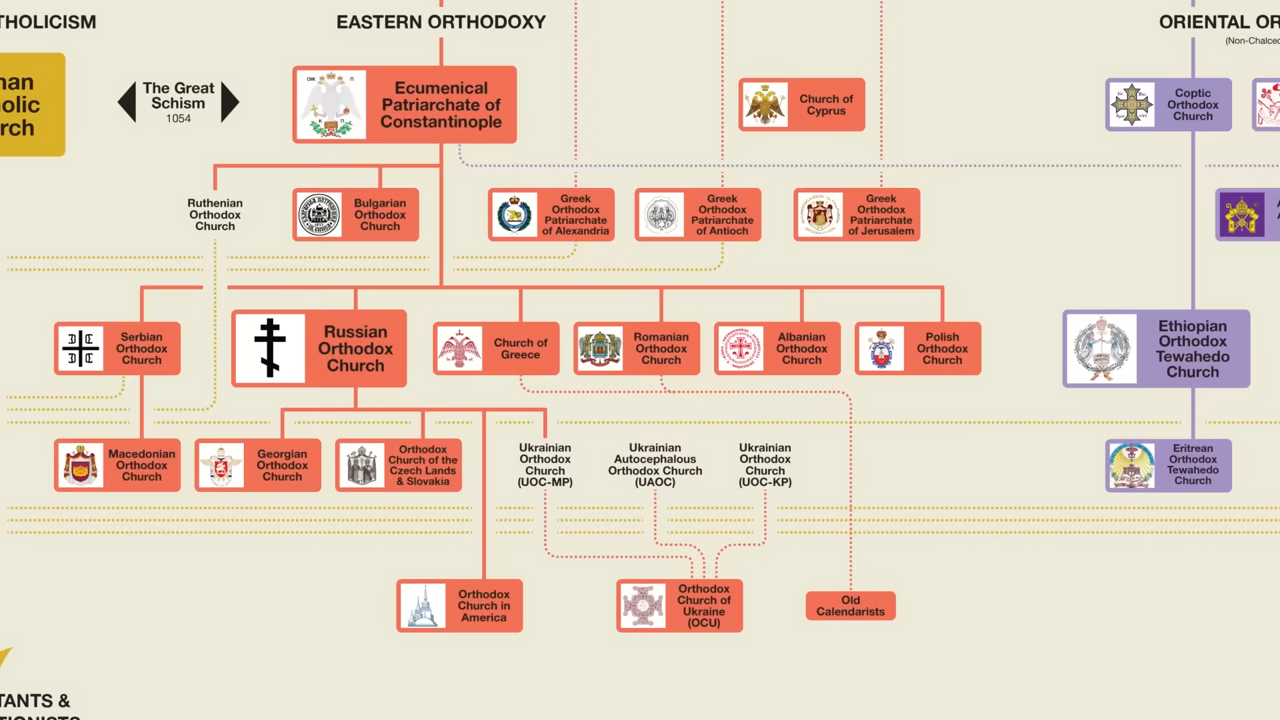 THOLICISM
EASTERN ORTHODOXY
ORIENTAL OR
(Non-Chalced
man
olic
rch
The Great
Schism
1054
Ecumenical
Patriarchate of
Constantinople
Church of
Cyprus
Coptic
Orthodox
Church
Ruthenian
Orthodox
Church
Bulgarian
Orthodox
Church
Greek
Orthodox
Patriarchate
of Alexandria
Greek
Orthodox
Patriarchate
of Antioch
Greek
Orthodox
Patriarchate
of Jerusalem
Serbian
Orthodox
Church
Russian
Orthodox
Church
Church of
Greece
Romanian
Orthodox
Church
Albanian
Orthodox
Church
Polish
Orthodox
Church
Ethiopian
Orthodox
Tewahedo
Church
Macedonian
Orthodox
Church
Georgian
Orthodox
Church
Orthodox
Church of the
Czech Lands
& Slovakia
Ukrainian
Orthodox
Church
(UOC-MP)
Ukrainian
Autocephalous
Orthodox Church
(UAOC)
Ukrainian
Orthodox
Church
(UOC-KP)
Eritrean
Orthodox
Tewahedo
Church
Orthodox
Church in
America
Orthodox
Church of
Ukraine
(OCU)
Old
Calendarists
TANTS &